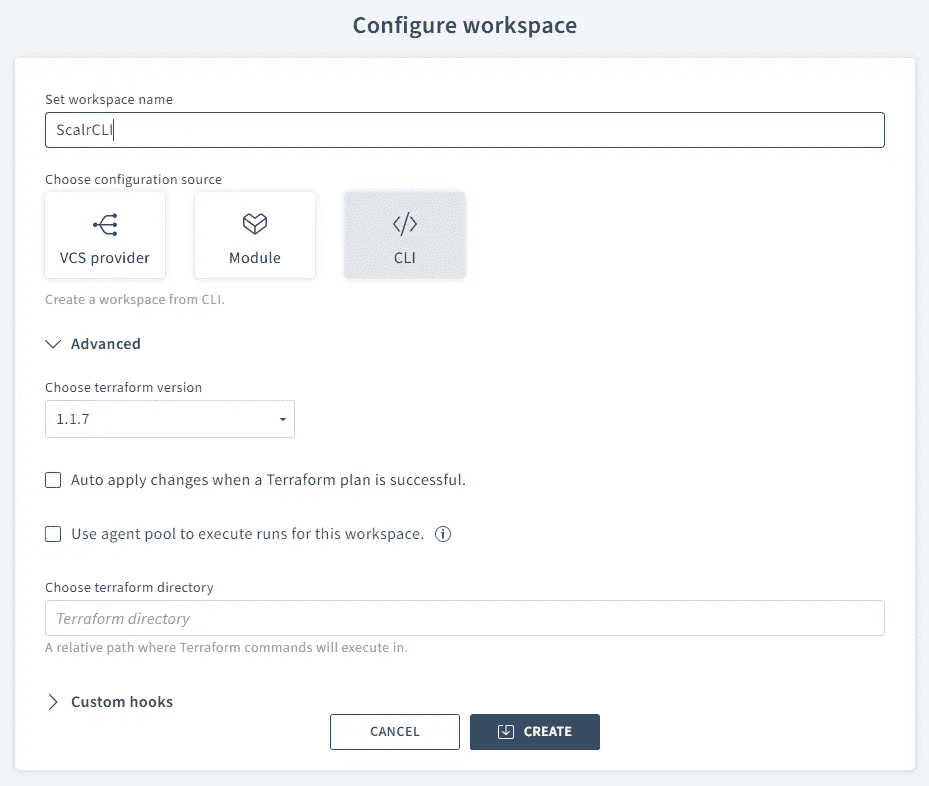 Configure workspace
Set workspace name
ScalrCLI
Choose configuration source
VCS provider
Module
CLI
Create a workspace from CLI.
Advanced
Choose terraform version
1.1.7
Auto apply changes when a Terraform plan is successful.
Use agent pool to execute runs for this workspace.
Choose terraform directory
Terraform directory
A relative path where Terraform commands will execute in.
Custom hooks
CANCEL
CREATE